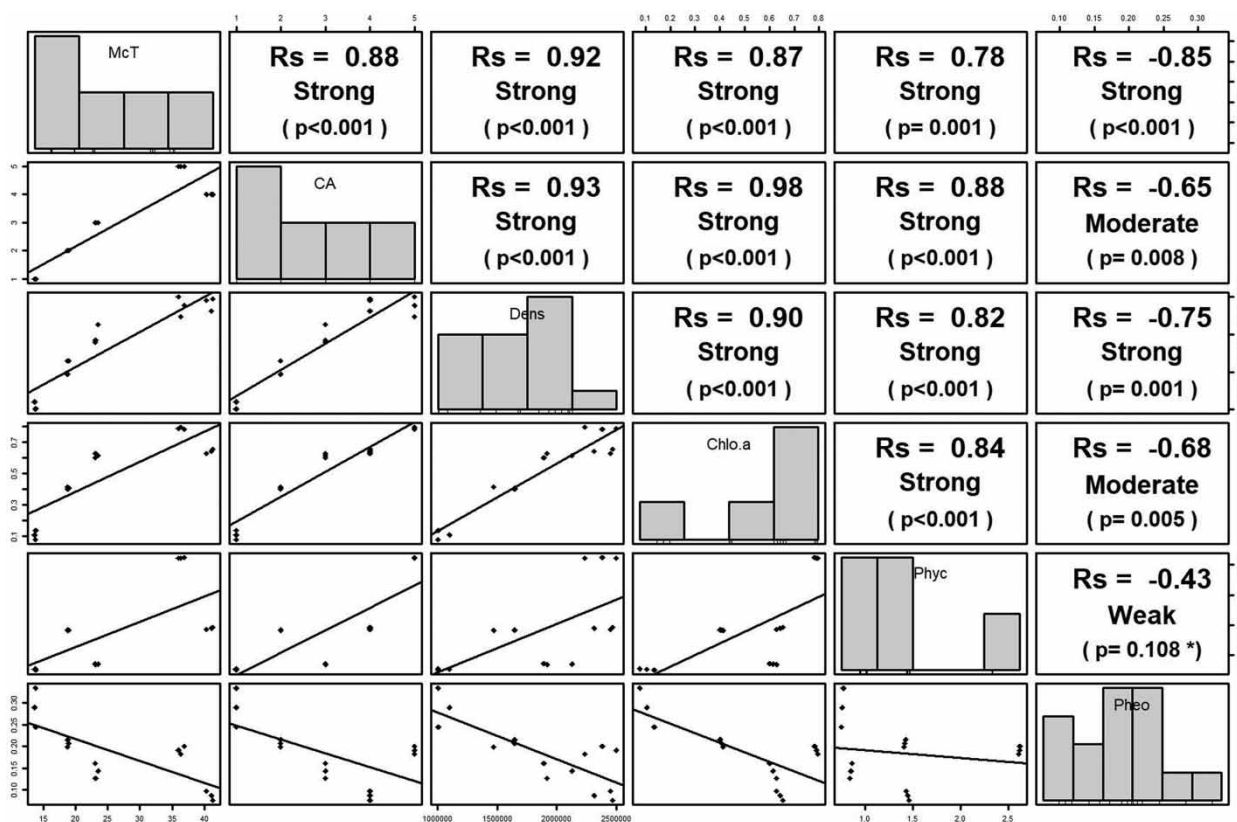 1 2 3 4 5 0.1 0.2 0.3 0.4 0.5 0.6 0.7 0.8 0.10 0.15 0.20 0.25 0.30
McT
Rs = 0.88
Strong
( p<0.001 )
Rs = 0.92
Strong
( p<0.001 )
Rs = 0.87
Strong
( p<0.001 )
Rs = 0.78
Strong
( p= 0.001 )
Rs = -0.85
Strong
( p<0.001 )
1 2 3 4 5
CA
Rs = 0.93
Strong
( p<0.001 )
Rs = 0.98
Strong
( p<0.001 )
Rs = 0.88
Strong
( p<0.001 )
Rs = -0.65
Moderate
( p= 0.008 )
Dens
Rs = 0.90
Strong
( p<0.001 )
Rs = 0.82
Strong
( p<0.001 )
Rs = -0.75
Strong
( p= 0.001 )
0.1 0.3 0.5 0.7
Chlo.a
Rs = 0.84
Strong
( p<0.001 )
Rs = -0.68
Moderate
( p= 0.005 )
Phyc
Rs = -0.43
Weak
( p= 0.108 *)
0.10 0.15 0.20 0.25 0.30
Pheo
15 20 25 30 35 40 1000000 1500000 2000000 2500000 1.0 1.5 2.0 2.5